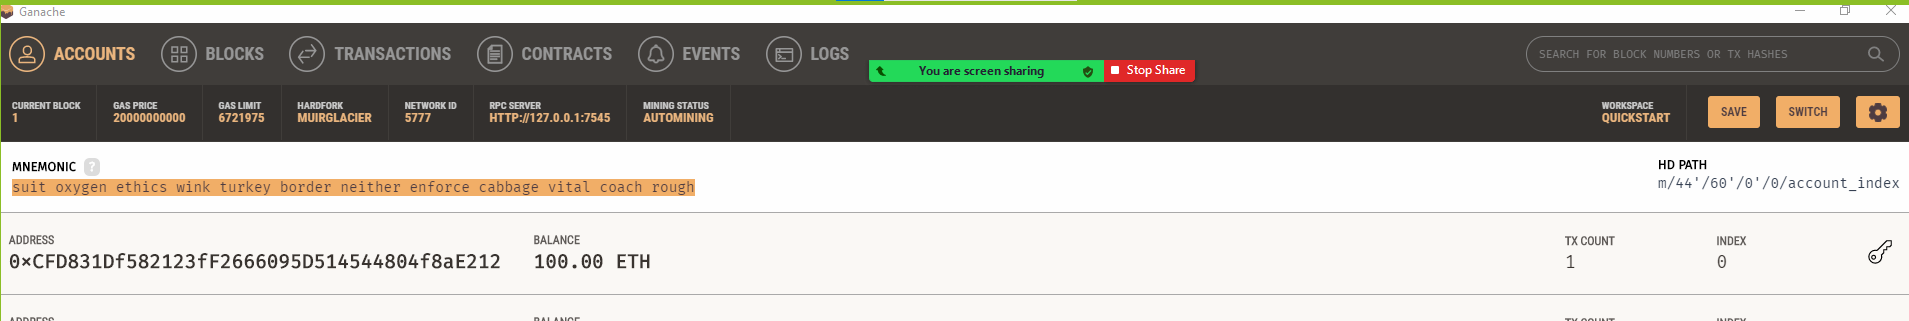 Ganache
ACCOUNTS BLOCKS TRANSACTIONS CONTRACTS EVENTS LOGS SEARCH FOR BLOCK NUMBERS OR TX HASHES
You are screen sharing Stop Share
CURRENT BLOCK GAS PRICE GAS LIMIT HARDFORK NETWORK ID RPC SERVER MINING STATUS WORKSPACE
1 20000000000 6721975 MUIRGLACIER 5777 HTTP://127.0.0.1:7545 AUTOMINING QUICKSTART SAVE SWITCH
MNEMONIC ? HD PATH
suit oxygen ethics wink turkey border neither enforce cabbage vital coach rough m/44'/60'/0'/0/account_index
ADDRESS BALANCE TX COUNT INDEX
0×CFD831Df582123fF2666095D514544804f8aE212 100.00 ETH 1 0
ADDRESS BALANCE TX COUNT INDEX